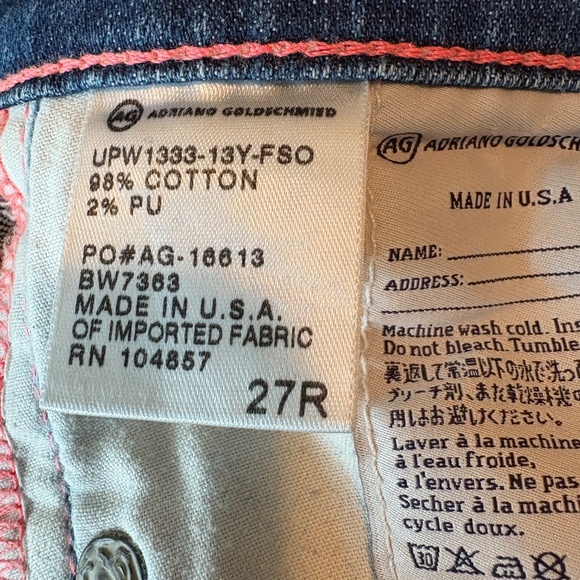 AG ADRIANO GOLDSCHMIED
UPW1333-13Y-FSO
98% COTTON
2% PU
PO#AG-16613
BW7363
MADE IN U.S.A.
OF IMPORTED FABRIC
RN 104857
27R
AG ADRIANO GOLDSCH
MADE IN U.S.A
NAME:
ADDRESS:
Machine wash cold. Ins
Do not bleach. Tumble
裏返して常温以下の水で洗っ
ブリーチ剤、また乾燥機の
用はお避けください。
Laver à la machine
à l'eau froide,
a l'envers. Ne pas
Secher à la machi
cycle doux.
30